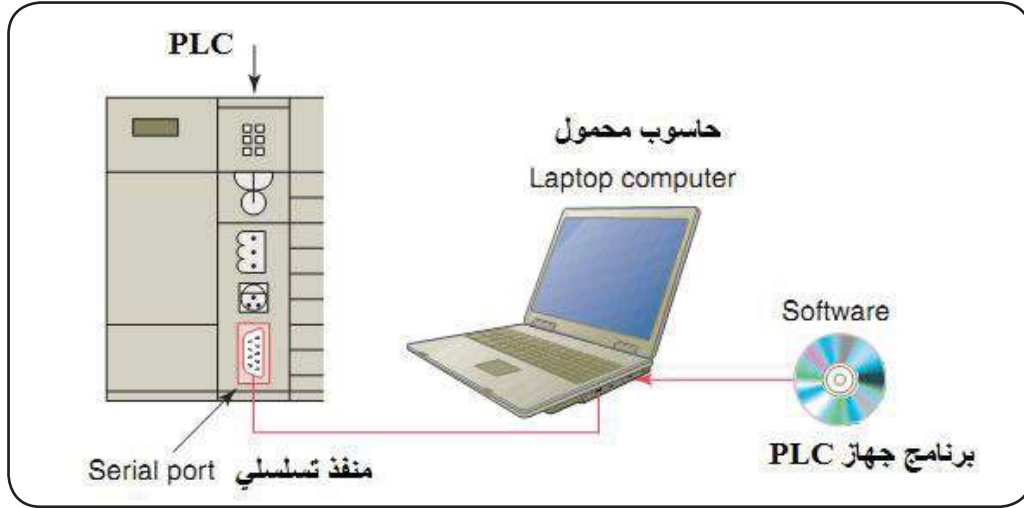 PLC
حاسوب محمول
Laptop computer
Software
برنامج جهاز PLC
Serial port منفذ تسلسلي